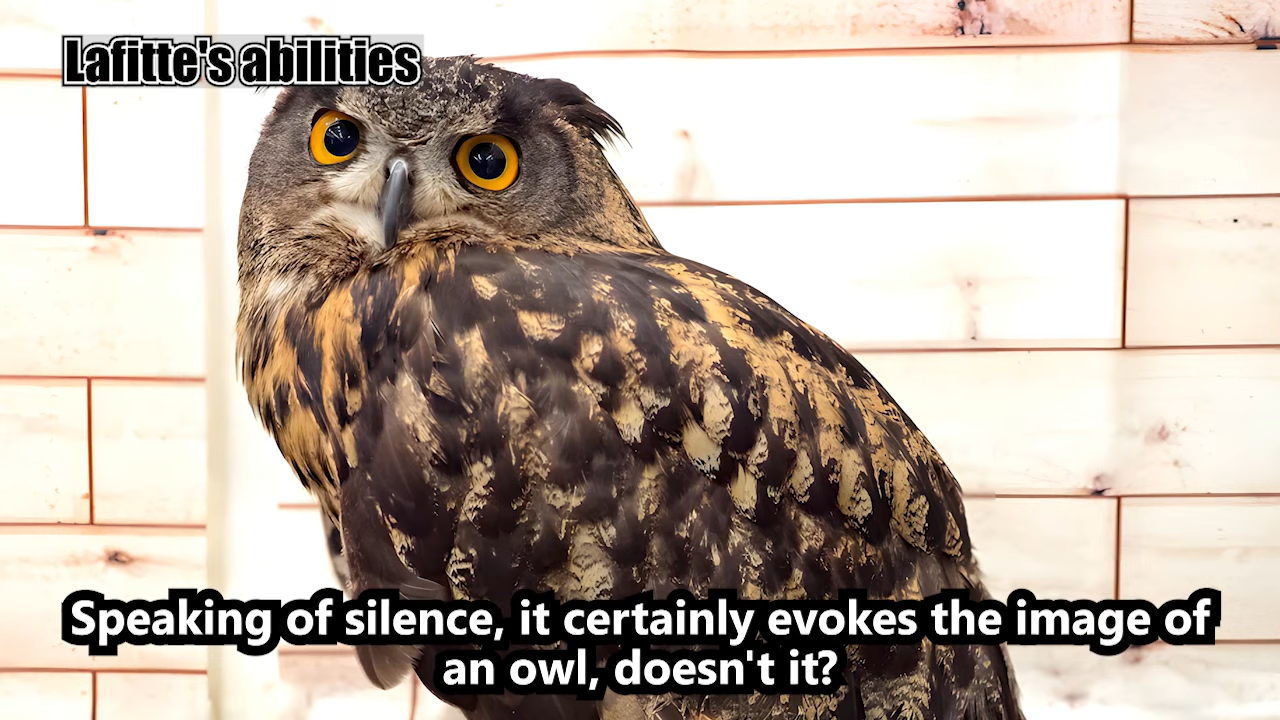 Lafitte's abilities
Speaking of silence, it certainly evokes the image of
an owl, doesn't it?